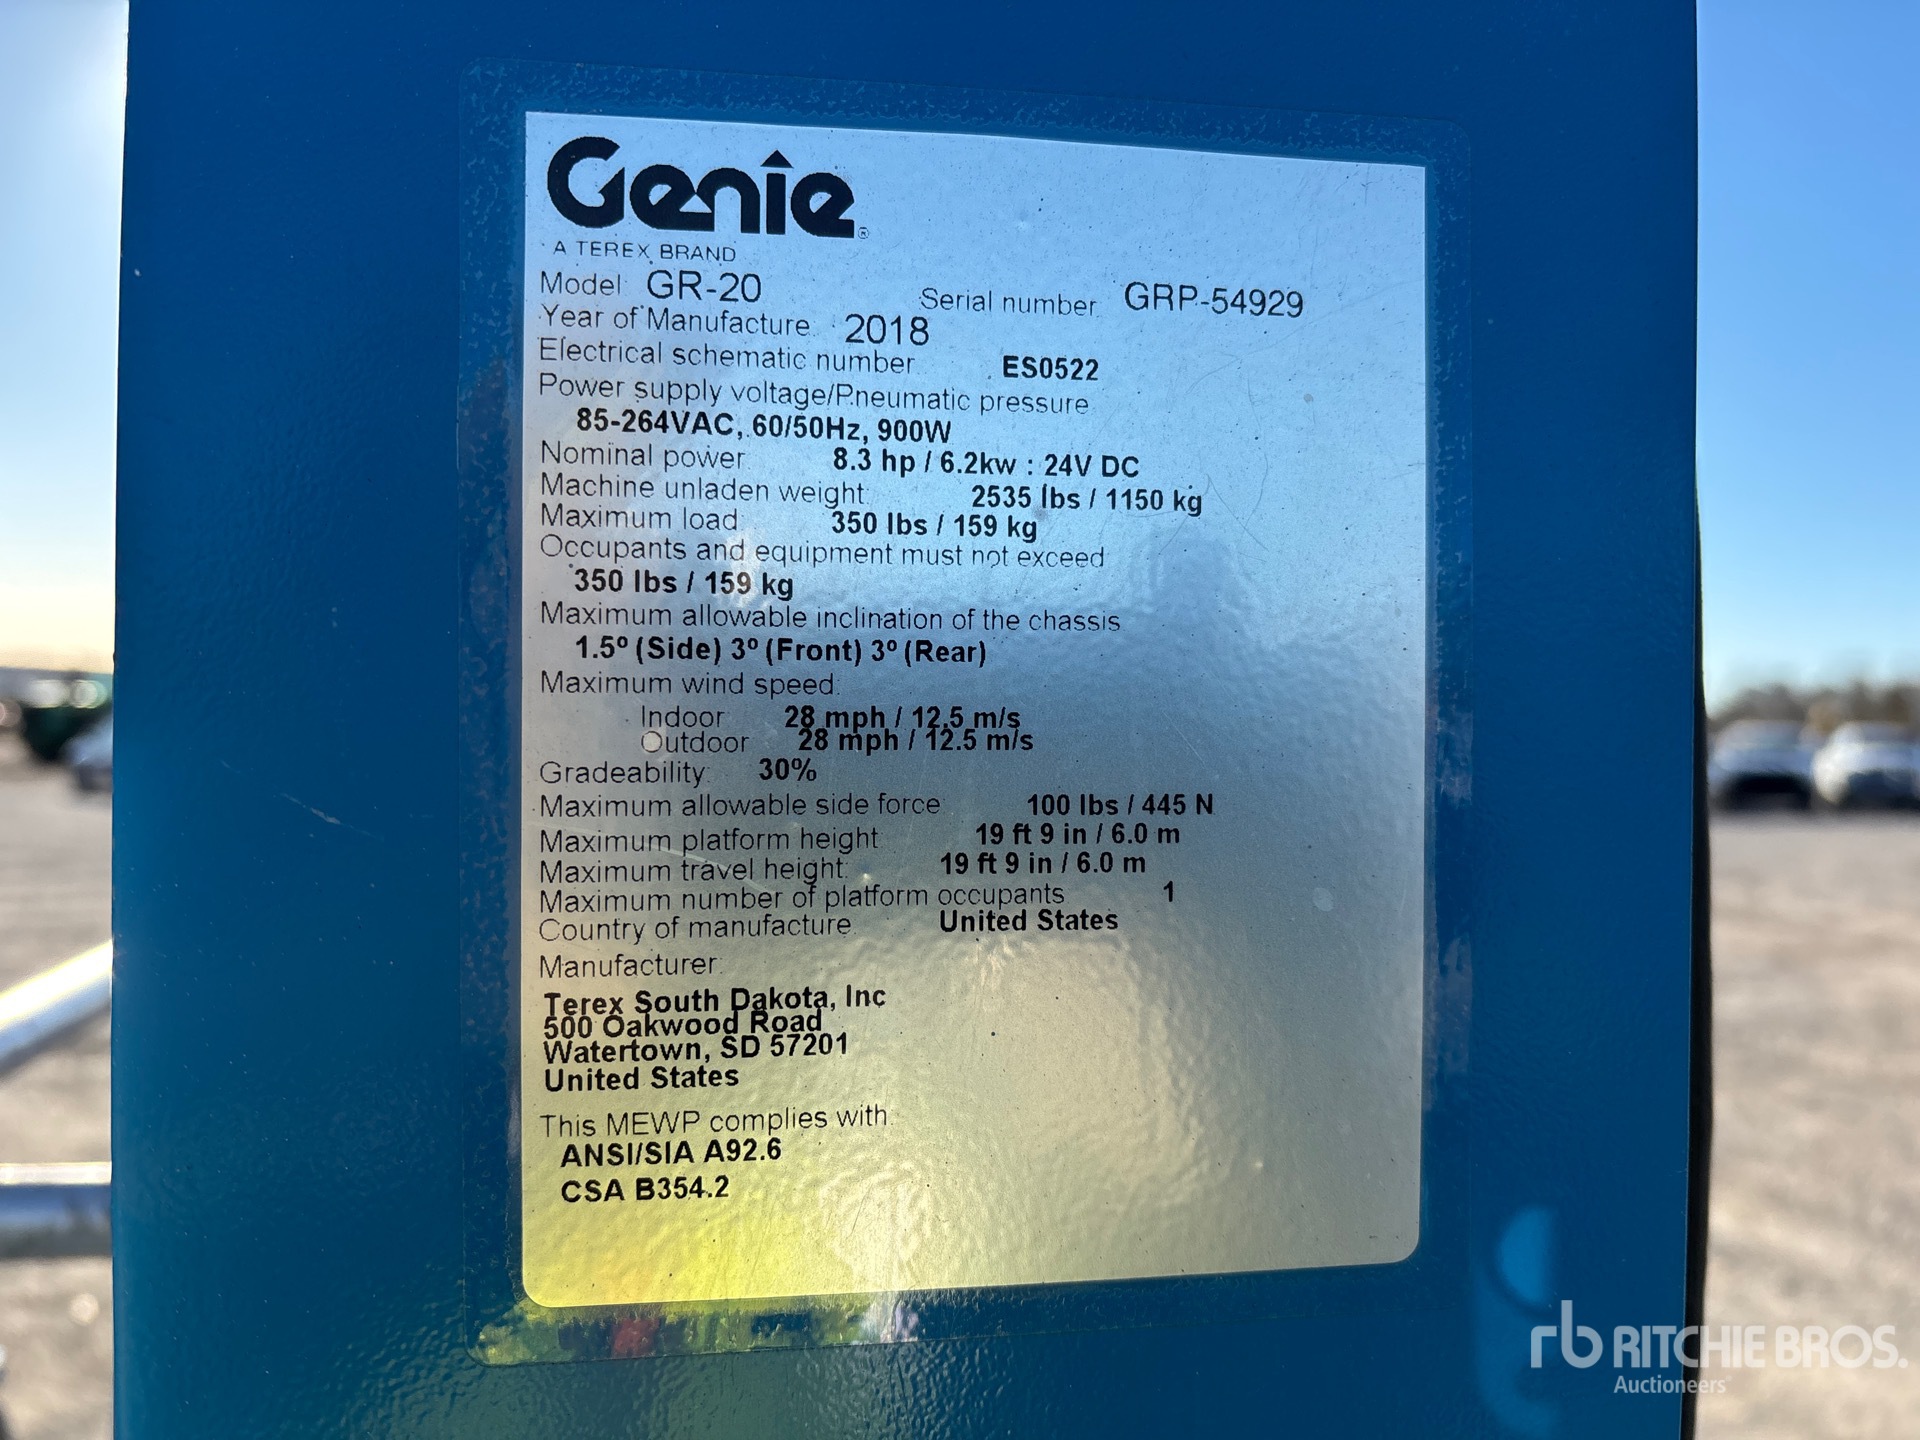 Genie®
A TEREX BRAND
Model: GR-20 Serial number: GRP-54929
Year of Manufacture: 2018
Electrical schematic number: ES0522
Power supply voltage/Pneumatic pressure:
85-264VAC, 60/50Hz, 900W
Nominal power: 8.3 hp / 6.2kw : 24V DC
Machine unladen weight: 2535 lbs / 1150 kg
Maximum load: 350 lbs / 159 kg
Occupants and equipment must not exceed:
350 lbs / 159 kg
Maximum allowable inclination of the chassis:
1.5º (Side) 3º (Front) 3º (Rear)
Maximum wind speed:
Indoor: 28 mph / 12.5 m/s
Outdoor: 28 mph / 12.5 m/s
Gradeability: 30%
Maximum allowable side force: 100 lbs / 445 N
Maximum platform height: 19 ft 9 in / 6.0 m
Maximum travel height: 19 ft 9 in / 6.0 m
Maximum number of platform occupants: 1
Country of manufacture: United States
Manufacturer:
Terex South Dakota, Inc
500 Oakwood Road
Watertown, SD 57201
United States
This MEWP complies with:
ANSI/SIA A92.6
CSA B354.2
rb RITCHIE BROS.
Auctioneers